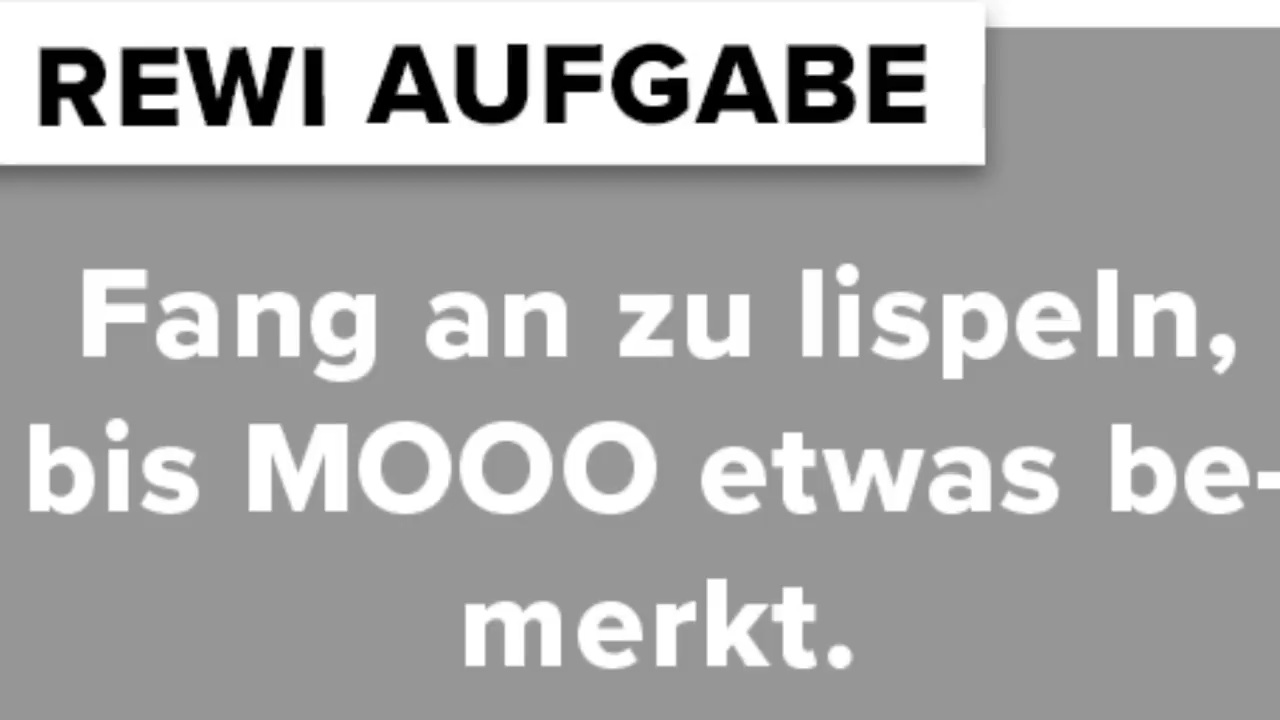 REWI AUFGABE
Fang an zu lispeln,
bis MOOO etwas be-
merkt.